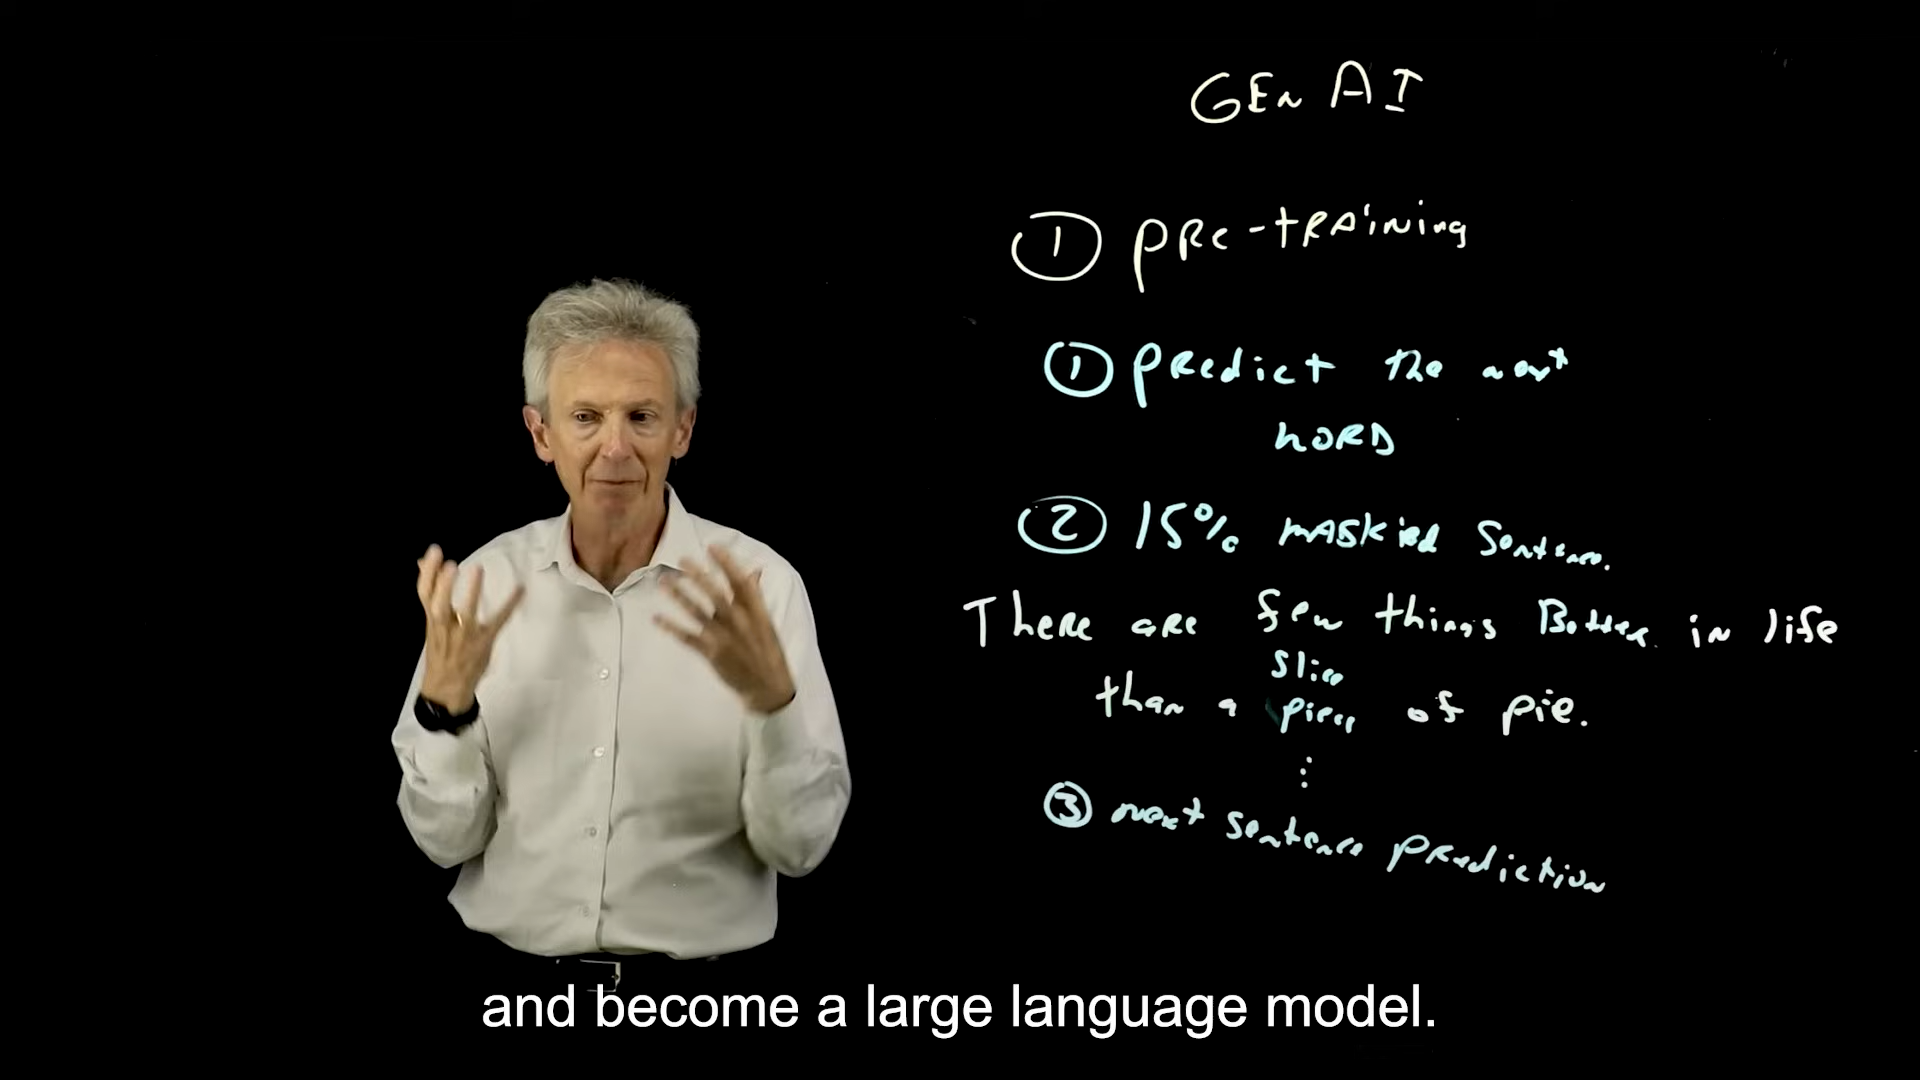 GEN AI
① PRE-TRAINING
① PREDICT THE next
WORD
② 15% MASKED Sentence.
THERE ARE few things Better in life
slice
than a piece of pie.
⋮
③ next sentence prediction
and become a large language model.